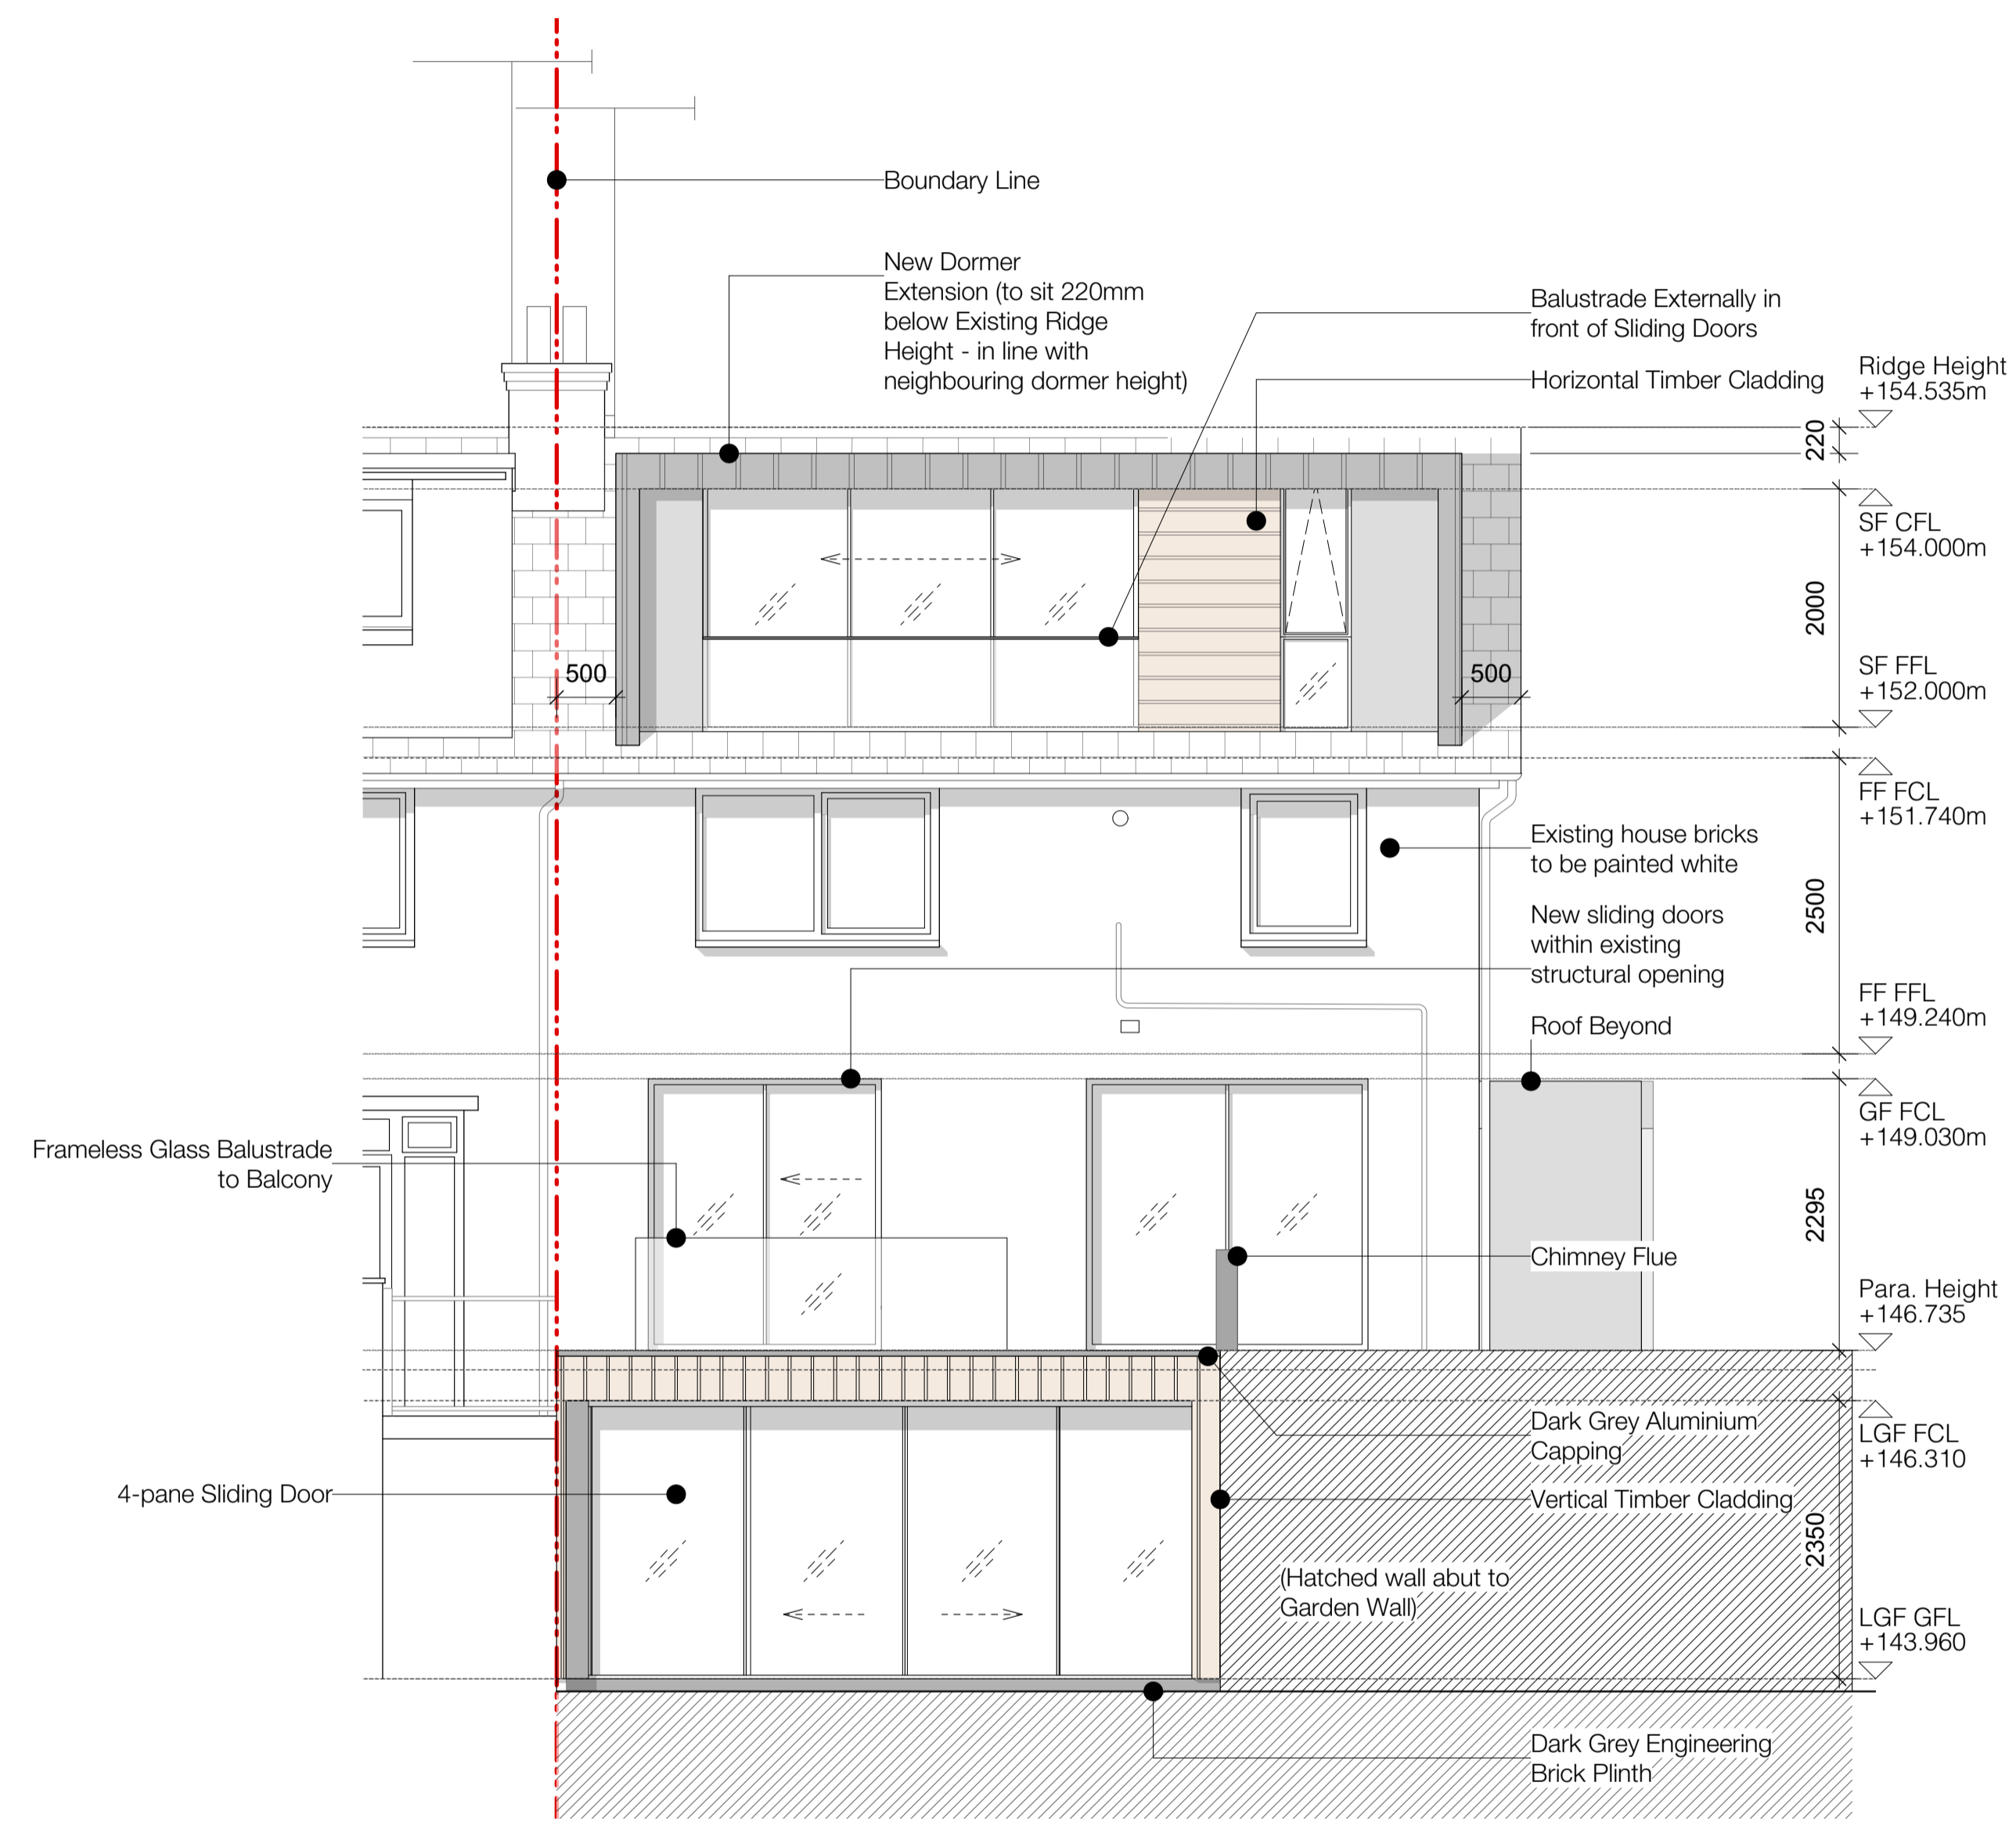 Boundary Line
New Dormer
Extension (to sit 220mm
below Existing Ridge
Height - in line with
neighbouring dormer height)
Balustrade Externally in
front of Sliding Doors
Horizontal Timber Cladding
Ridge Height
+154.535m
220
SF CFL
+154.000m
2000
SF FFL
+152.000m
500
500
FF FCL
+151.740m
Existing house bricks
to be painted white
2500
New sliding doors
within existing
structural opening
FF FFL
+149.240m
Roof Beyond
GF FCL
+149.030m
Frameless Glass Balustrade
to Balcony
2295
Chimney Flue
Para. Height
+146.735
Dark Grey Aluminium
Capping
LGF FCL
+146.310
4-pane Sliding Door
Vertical Timber Cladding
2350
(Hatched wall abut to
Garden Wall)
LGF GFL
+143.960
Dark Grey Engineering
Brick Plinth